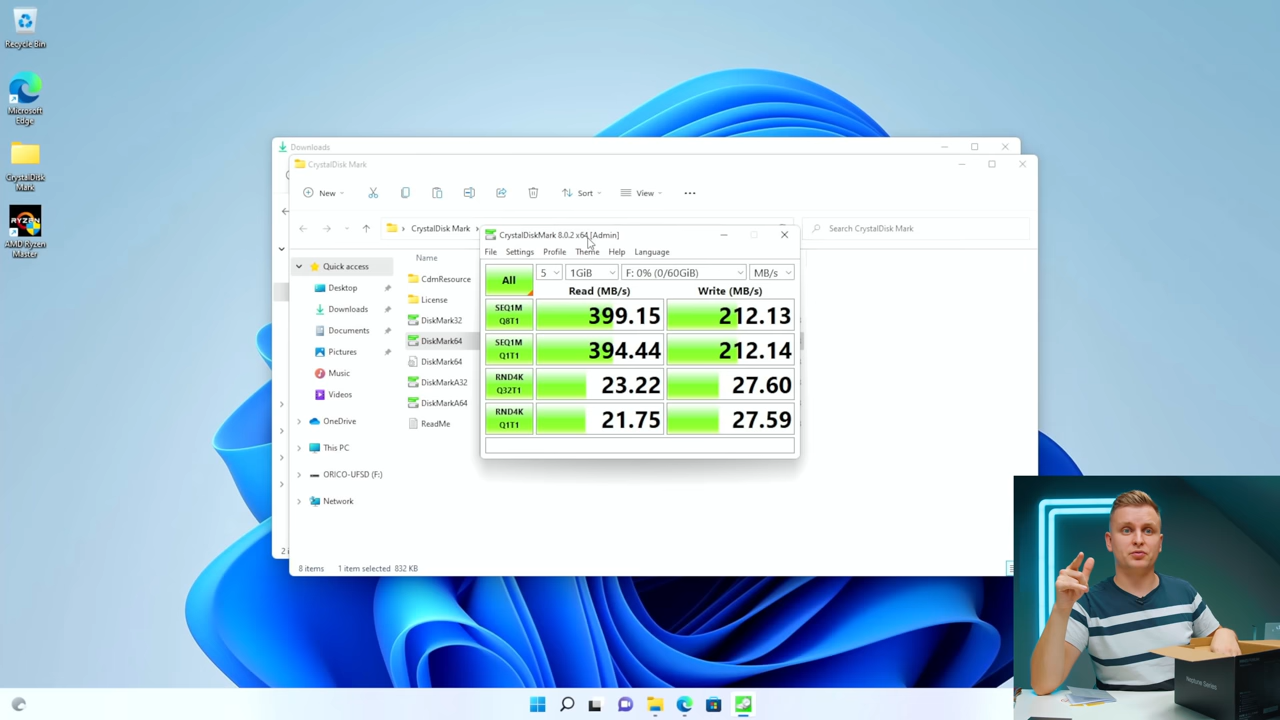 Recycle Bin
Microsoft
Edge
CrystalDisk
Mark
RYZEN
AMD Ryzen
Master
Downloads
CrystalDisk Mark
New
Sort
View
CrystalDisk Mark
Search CrystalDisk Mark
Quick access
Desktop
Downloads
Documents
Pictures
Music
Videos
OneDrive
This PC
ORICO-UFSD (F:)
Network
Name
CdmResource
License
DiskMark32
DiskMark64
DiskMark64
DiskMarkA32
DiskMarkA64
ReadMe
CrystalDiskMark 8.0.2 x64 [Admin]
File Settings Profile Theme Help Language
All 5 1GiB F: 0% (0/60GiB) MB/s
Read (MB/s) Write (MB/s)
SEQ1M
Q8T1
399.15 212.13
SEQ1M
Q1T1
394.44 212.14
RND4K
Q32T1
23.22 27.60
RND4K
Q1T1
21.75 27.59
8 items 1 item selected 832 KB
Neptune Series